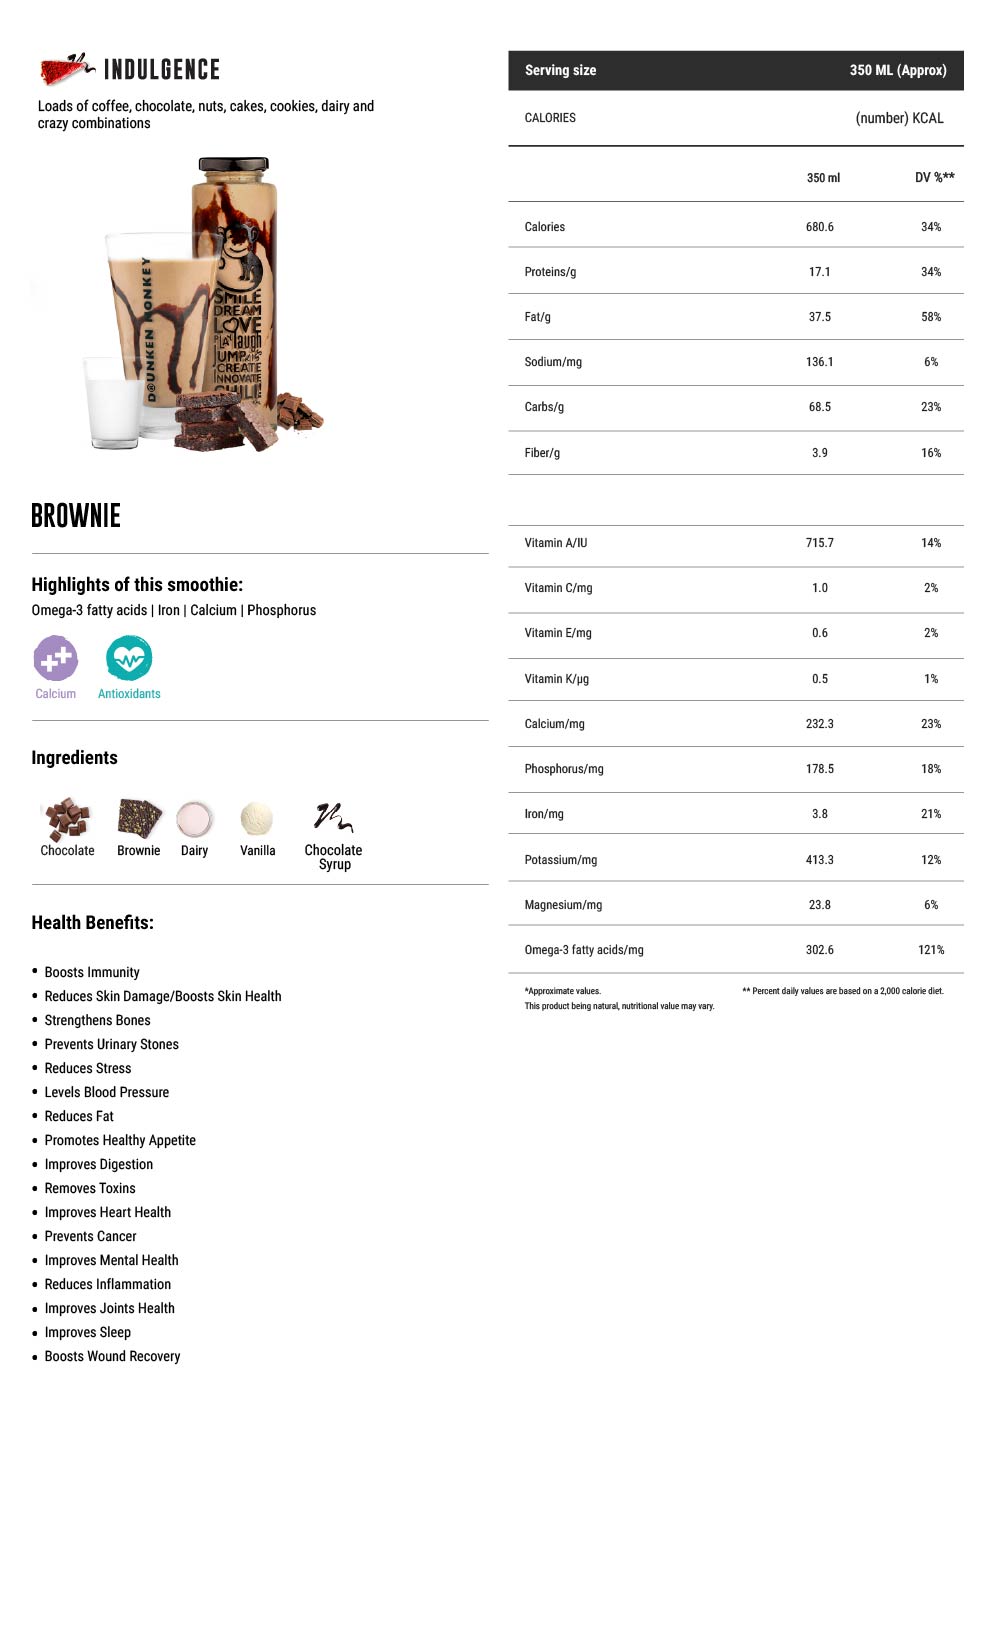 INDULGENCE
Loads of coffee, chocolate, nuts, cakes, cookies, dairy and
crazy combinations
DRUNKEN MONKEY
SMILE
DREAM
LOVE
PLAY laugh
JUMP
CREATE
INNOVATE
CHILL
BROWNIE
Highlights of this smoothie:
Omega-3 fatty acids | Iron | Calcium | Phosphorus
Calcium Antioxidants
Ingredients
Chocolate Brownie Dairy Vanilla Chocolate
Syrup
Health Benefits:
• Boosts Immunity
• Reduces Skin Damage/Boosts Skin Health
• Strengthens Bones
• Prevents Urinary Stones
• Reduces Stress
• Levels Blood Pressure
• Reduces Fat
• Promotes Healthy Appetite
• Improves Digestion
• Removes Toxins
• Improves Heart Health
• Prevents Cancer
• Improves Mental Health
• Reduces Inflammation
• Improves Joints Health
• Improves Sleep
• Boosts Wound Recovery
Serving size 350 ML (Approx)
CALORIES (number) KCAL
350 ml DV %**
Calories 680.6 34%
Proteins/g 17.1 34%
Fat/g 37.5 58%
Sodium/mg 136.1 6%
Carbs/g 68.5 23%
Fiber/g 3.9 16%
Vitamin A/IU 715.7 14%
Vitamin C/mg 1.0 2%
Vitamin E/mg 0.6 2%
Vitamin K/µg 0.5 1%
Calcium/mg 232.3 23%
Phosphorus/mg 178.5 18%
Iron/mg 3.8 21%
Potassium/mg 413.3 12%
Magnesium/mg 23.8 6%
Omega-3 fatty acids/mg 302.6 121%
*Approximate values. ** Percent daily values are based on a 2,000 calorie diet.
This product being natural, nutritional value may vary.